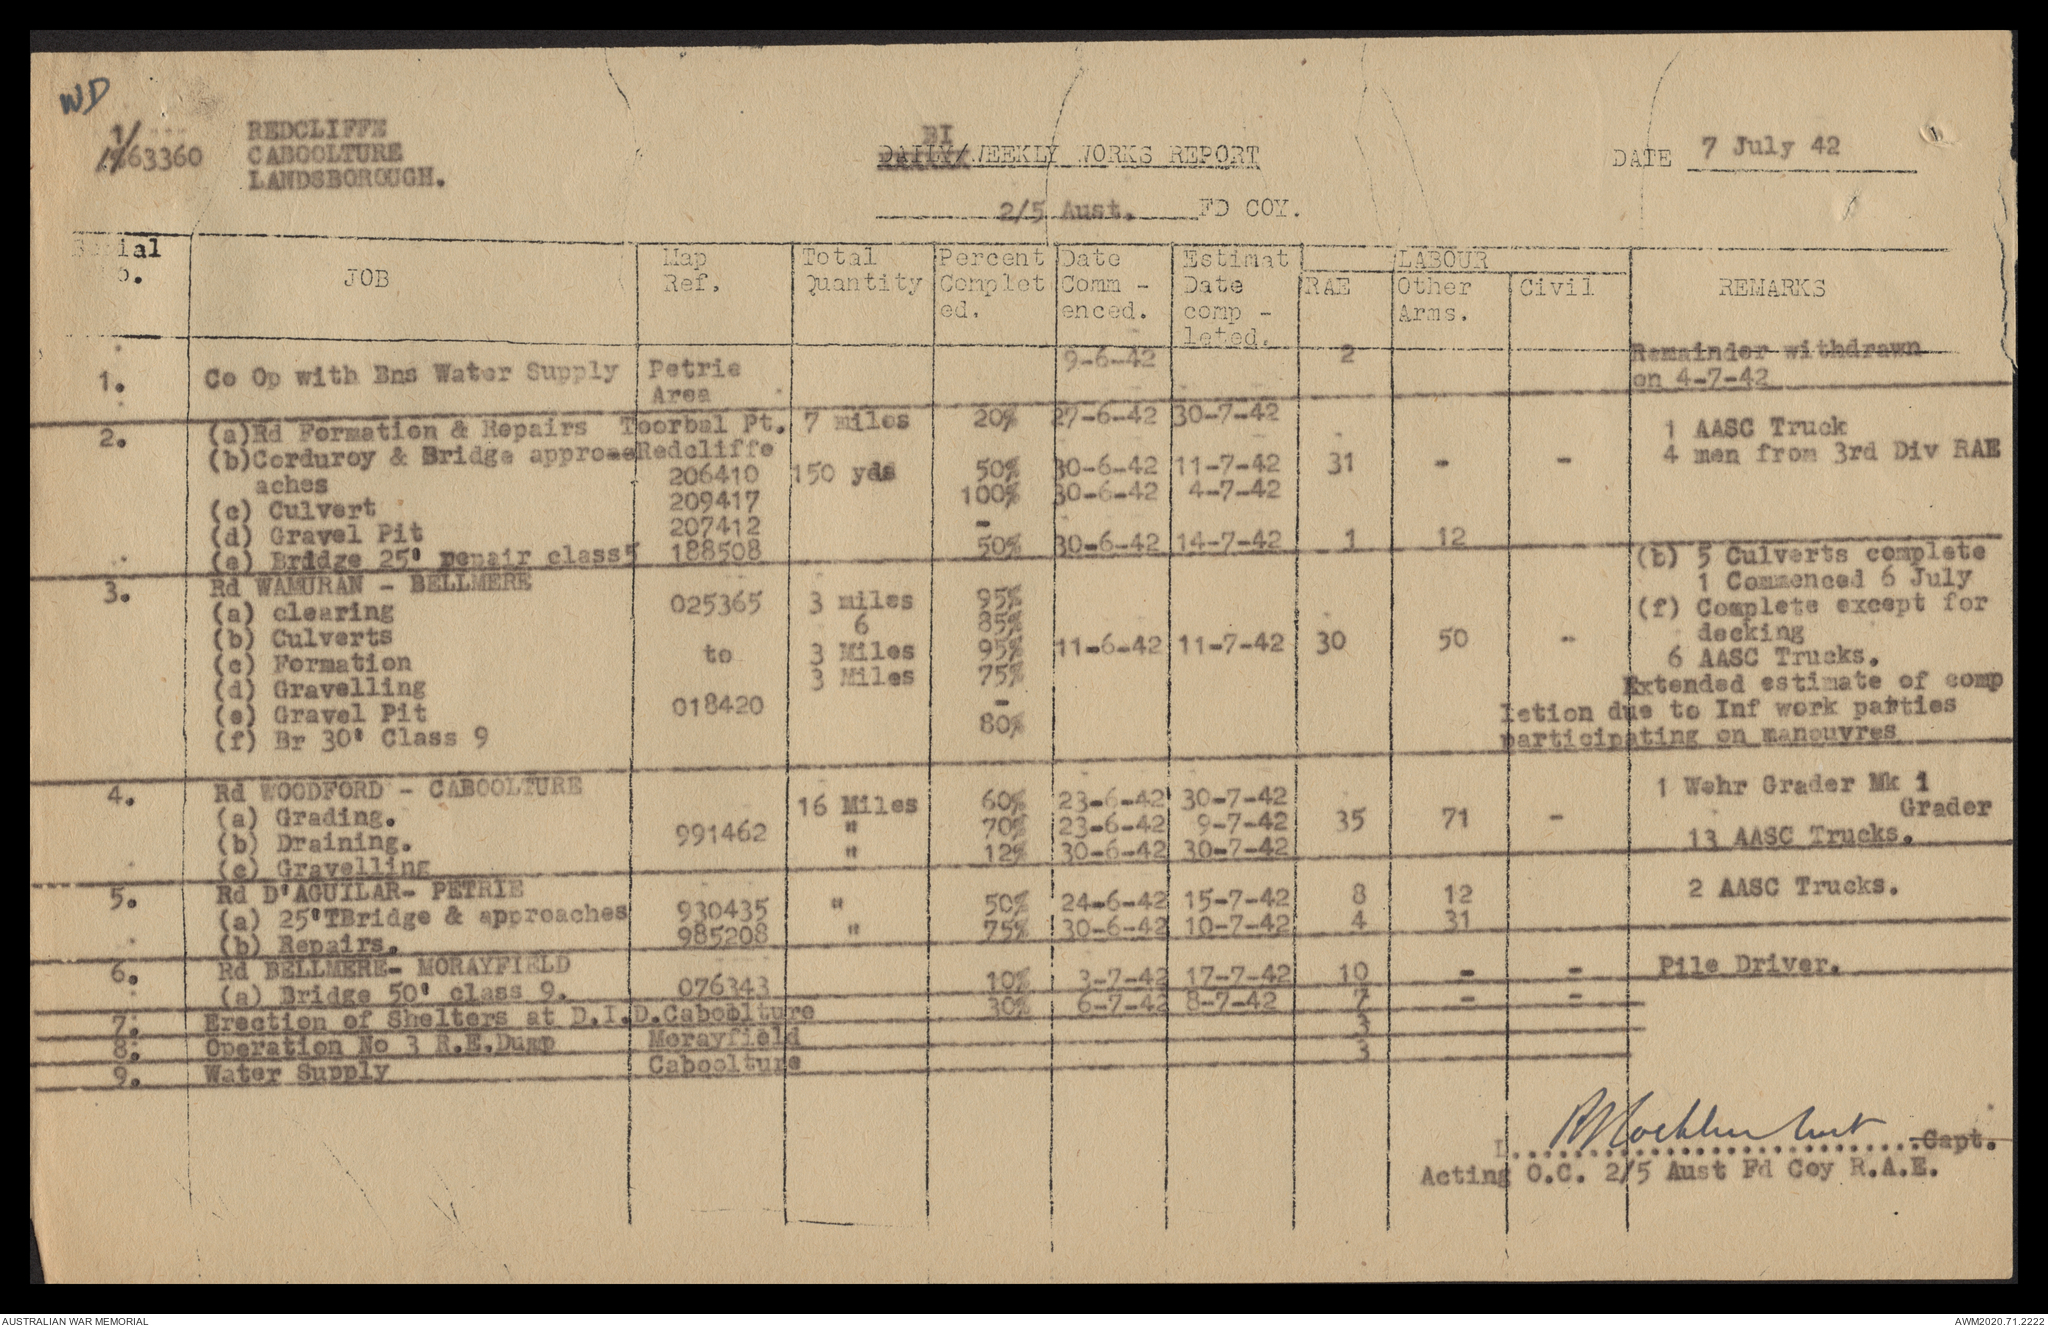 WD
1/63360
REDCLIFFE
CABOOLTURE
LANDSBOROUGH.
BI
DAILY/WEEKLY WORKS REPORT
DATE 7 July 42
2/5 Aust. FD COY.
Serial
No.
JOB
Map
Ref.
Total
Quantity
Percent
Complet
ed.
Date
Comm -
enced.
Estimat
Date
comp -
leted.
LABOUR
RAE
Other
Arms.
Civil
REMARKS
1. Co Op with Bns Water Supply Petrie Area 9-6-42 2 Remainder withdrawn
on 4-7-42
2. (a)Rd Formation & Repairs Toorbal Pt. 7 miles 20% 27-6-42 30-7-42 1 AASC Truck
(b)Corduroy & Bridge approae Redcliffe 4 men from 3rd Div RAE
aches 206410 150 yds 50% 30-6-42 11-7-42 31 - -
(c) Culvert 209417 100% 30-6-42 4-7-42
(d) Gravel Pit 207412 -
(e) Bridge 25' repair class5 188508 50% 30-6-42 14-7-42 1 12
3. Rd WAMURAN - BELLMERE
(a) clearing 025365 3 miles 95%
(b) Culverts 6 85%
(c) Formation to 3 Miles 95% 11-6-42 11-7-42 30 50 -
(d) Gravelling 3 Miles 75%
(e) Gravel Pit 018420 -
(f) Br 30' Class 9 80%
(b) 5 Culverts complete
1 Commenced 6 July
(f) Complete except for
decking
6 AASC Trucks.
Extended estimate of comp
letion due to Inf work parties
participating on manouvres
4. Rd WOODFORD - CABOOLTURE
(a) Grading. 16 Miles 60% 23-6-42 30-7-42
(b) Draining. 991462 " 70% 23-6-42 9-7-42 35 71 -
(c) Gravelling " 12% 30-6-42 30-7-42
1 Wehr Grader Mk 1
Grader
13 AASC Trucks.
5. Rd D'AGUILAR- PETRIE
(a) 25'TBridge & approaches 930435 " 50% 24-6-42 15-7-42 8 12 2 AASC Trucks.
(b) Repairs. 985208 " 75% 30-6-42 10-7-42 4 31
6. Rd BELLMERE- MORAYFIELD
(a) Bridge 50' class 9. 076343 10% 3-7-42 17-7-42 10 - - Pile Driver.
7. Erection of Shelters at D.I.D.Caboolture 30% 6-7-42 8-7-42 7 - -
8. Operation No 3 R.E.Dump Morayfield 3
9. Water Supply Caboolture 3
L..............................Capt.
Acting O.C. 2/5 Aust Fd Coy R.A.E.
AUSTRALIAN WAR MEMORIAL
AWM2020.71.2222